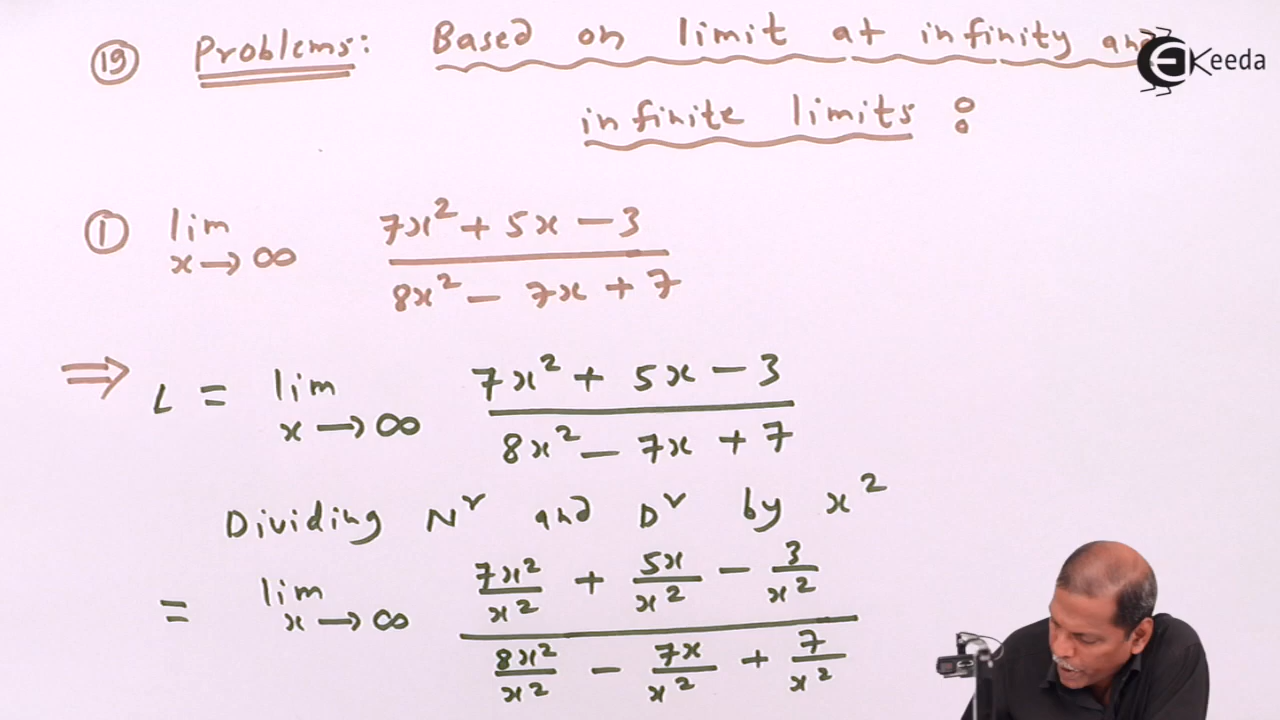 ⑲ Problems: Based on limit at infinity and
infinite limits :
EKeeda
① lim x→∞ (7x² + 5x − 3) / (8x² − 7x + 7)
⇒ L = lim x→∞ (7x² + 5x − 3) / (8x² − 7x + 7)
Dividing Nʳ and Dʳ by x²
= lim x→∞ (7x²/x² + 5x/x² − 3/x²) / (8x²/x² − 7x/x² + 7/x²)